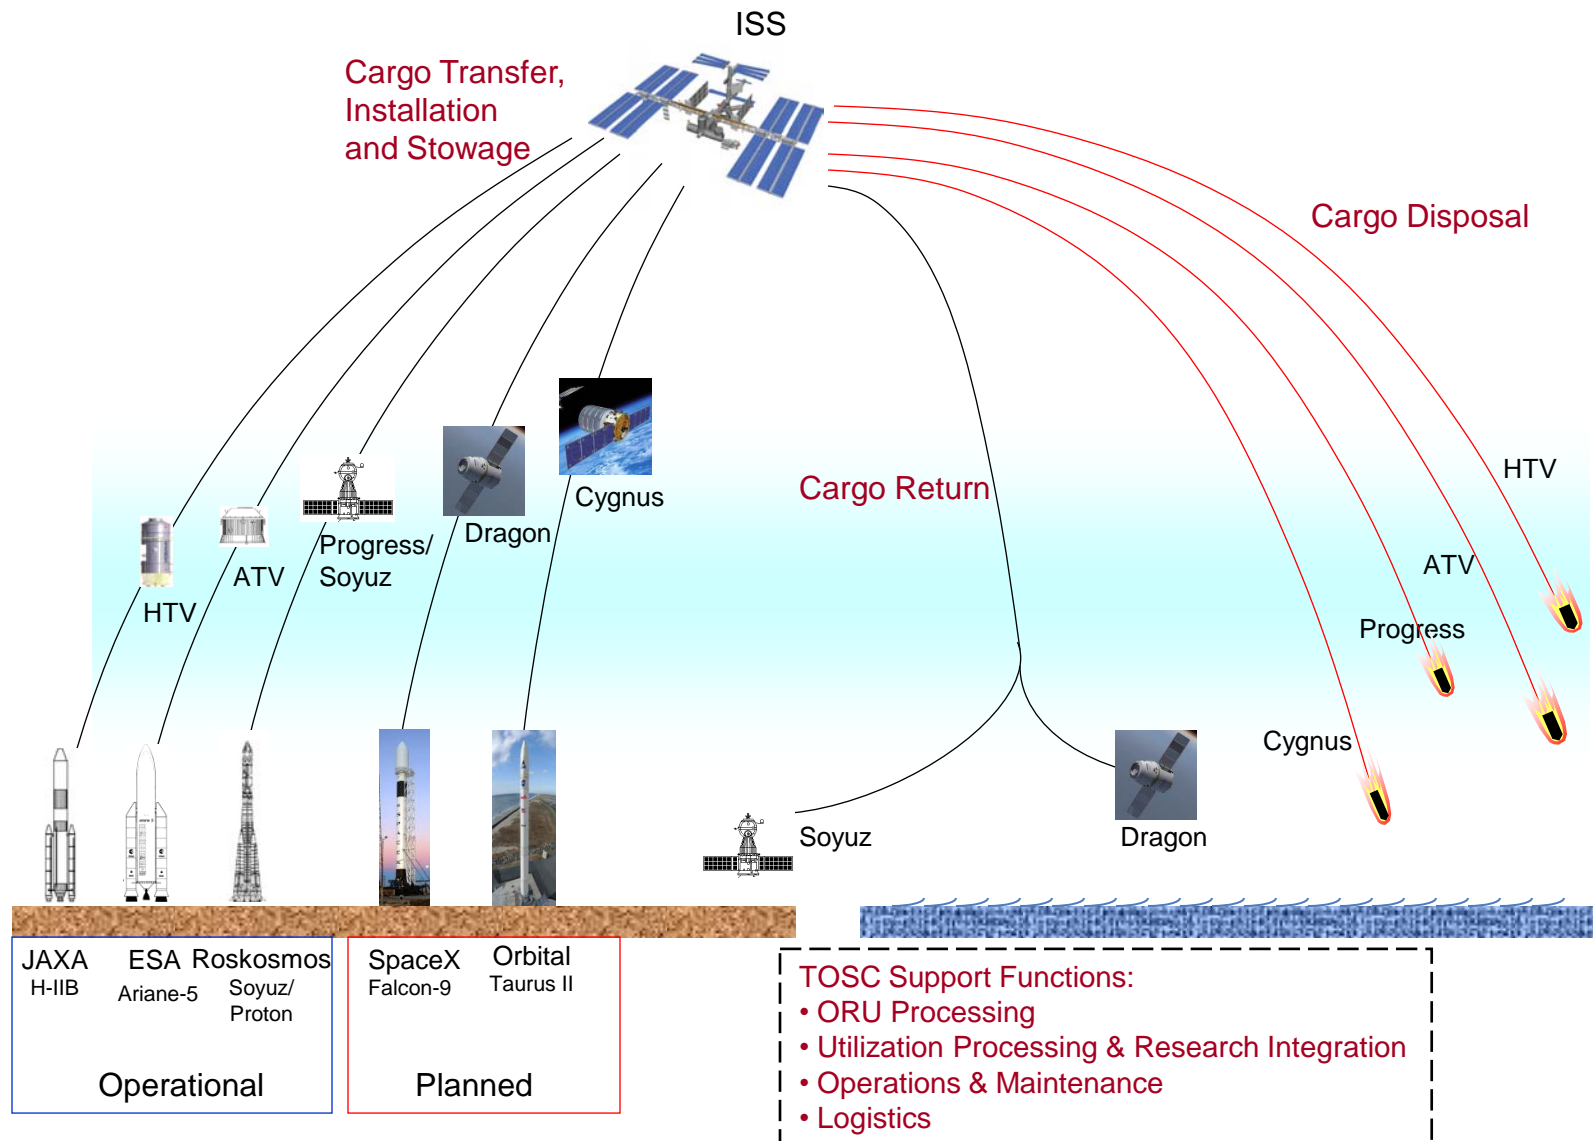 ISS
Cargo Transfer,
Installation
and Stowage
Cargo Disposal
HTV
ATV
Progress/
Soyuz
Dragon
Cygnus
Cargo Return
HTV
ATV
Progress
Cygnus
Soyuz
Dragon
JAXA
H-IIB
ESA
Ariane-5
Roskosmos
Soyuz/
Proton
Operational
SpaceX
Falcon-9
Orbital
Taurus II
Planned
TOSC Support Functions:
• ORU Processing
• Utilization Processing & Research Integration
• Operations & Maintenance
• Logistics